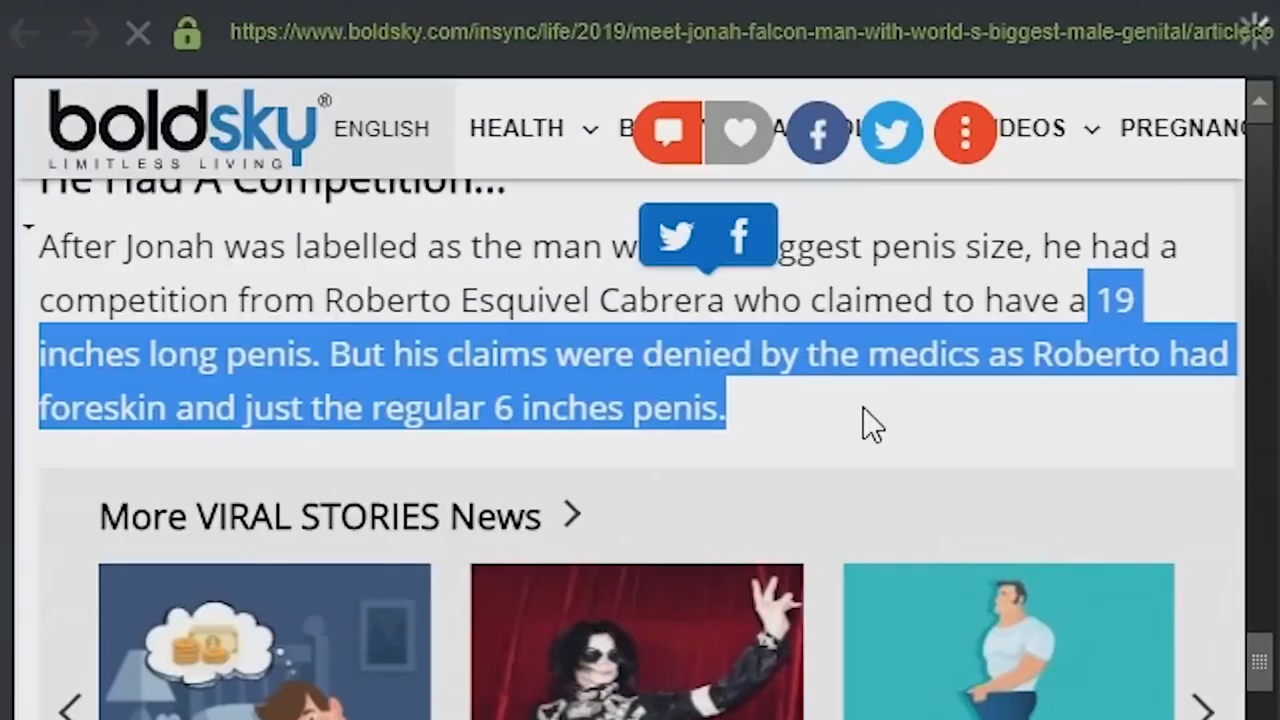 https://www.boldsky.com/insync/life/2019/meet-jonah-falcon-man-with-world-s-biggest-male-genital/article
boldsky®
LIMITLESS LIVING
ENGLISH
HEALTH
PREGNAN
He Had A Competition...
After Jonah was labelled as the man w ggest penis size, he had a
competition from Roberto Esquivel Cabrera who claimed to have a 19
inches long penis. But his claims were denied by the medics as Roberto had
foreskin and just the regular 6 inches penis.
More VIRAL STORIES News